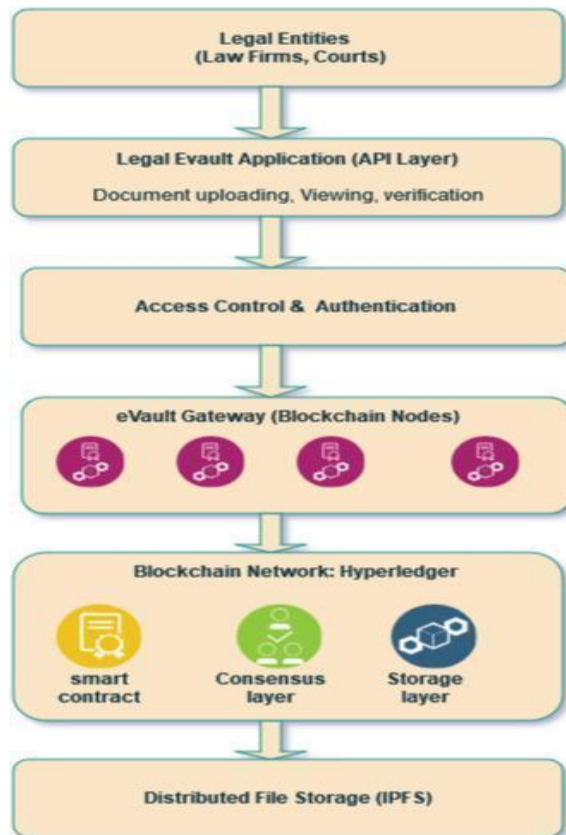 Legal Entities
(Law Firms, Courts)
Legal Evault Application (API Layer)
Document uploading, Viewing, verification
Access Control & Authentication
eVault Gateway (Blockchain Nodes)
Blockchain Network: Hyperledger
smart contract
Consensus layer
Storage layer
Distributed File Storage (IPFS)